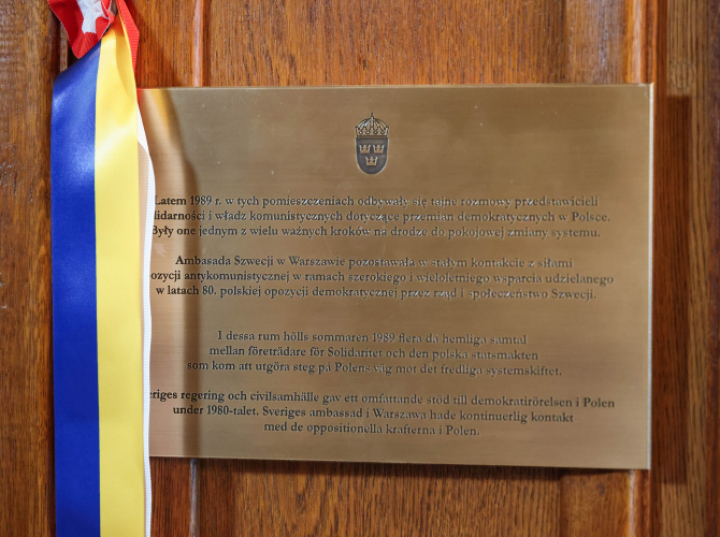 Latem 1989 r. w tych pomieszczeniach odbywały się tajne rozmowy przedstawicieli
lidarności i władz komunistycznych dotyczące przemian demokratycznych w Polsce.
Były one jednym z wielu ważnych kroków na drodze do pokojowej zmiany systemu.
Ambasada Szwecji w Warszawie pozostawała w stałym kontakcie z siłami
ozycji antykomunistycznej w ramach szerokiego i wieloletniego wsparcia udzielanego
w latach 80. polskiej opozycji demokratycznej przez rząd i społeczeństwo Szwecji.
I dessa rum hölls sommaren 1989 flera da hemliga samtal
mellan företrädare för Solidaritet och den polska statsmakten
som kom att utgöra steg på Polens väg mot det fredliga systemskiftet.
eriges regering och civilsamhälle gav ett omfattande stöd till demokratirörelsen i Polen
under 1980-talet. Sveriges ambassad i Warszawa hade kontinuerlig kontakt
med de oppositionella krafterna i Polen.